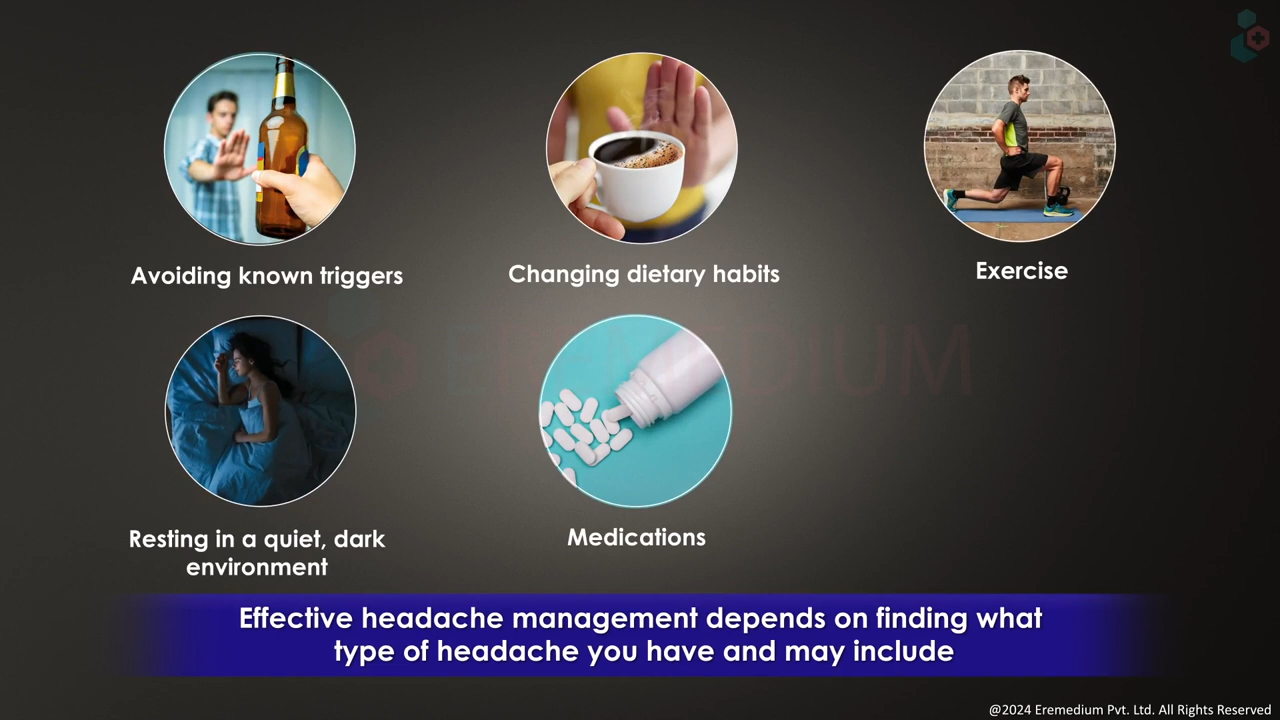 Avoiding known triggers
Changing dietary habits
Exercise
EREMEDIUM
Resting in a quiet, dark
environment
Medications
Effective headache management depends on finding what
type of headache you have and may include
@2024 Eremedium Pvt. Ltd. All Rights Reserved